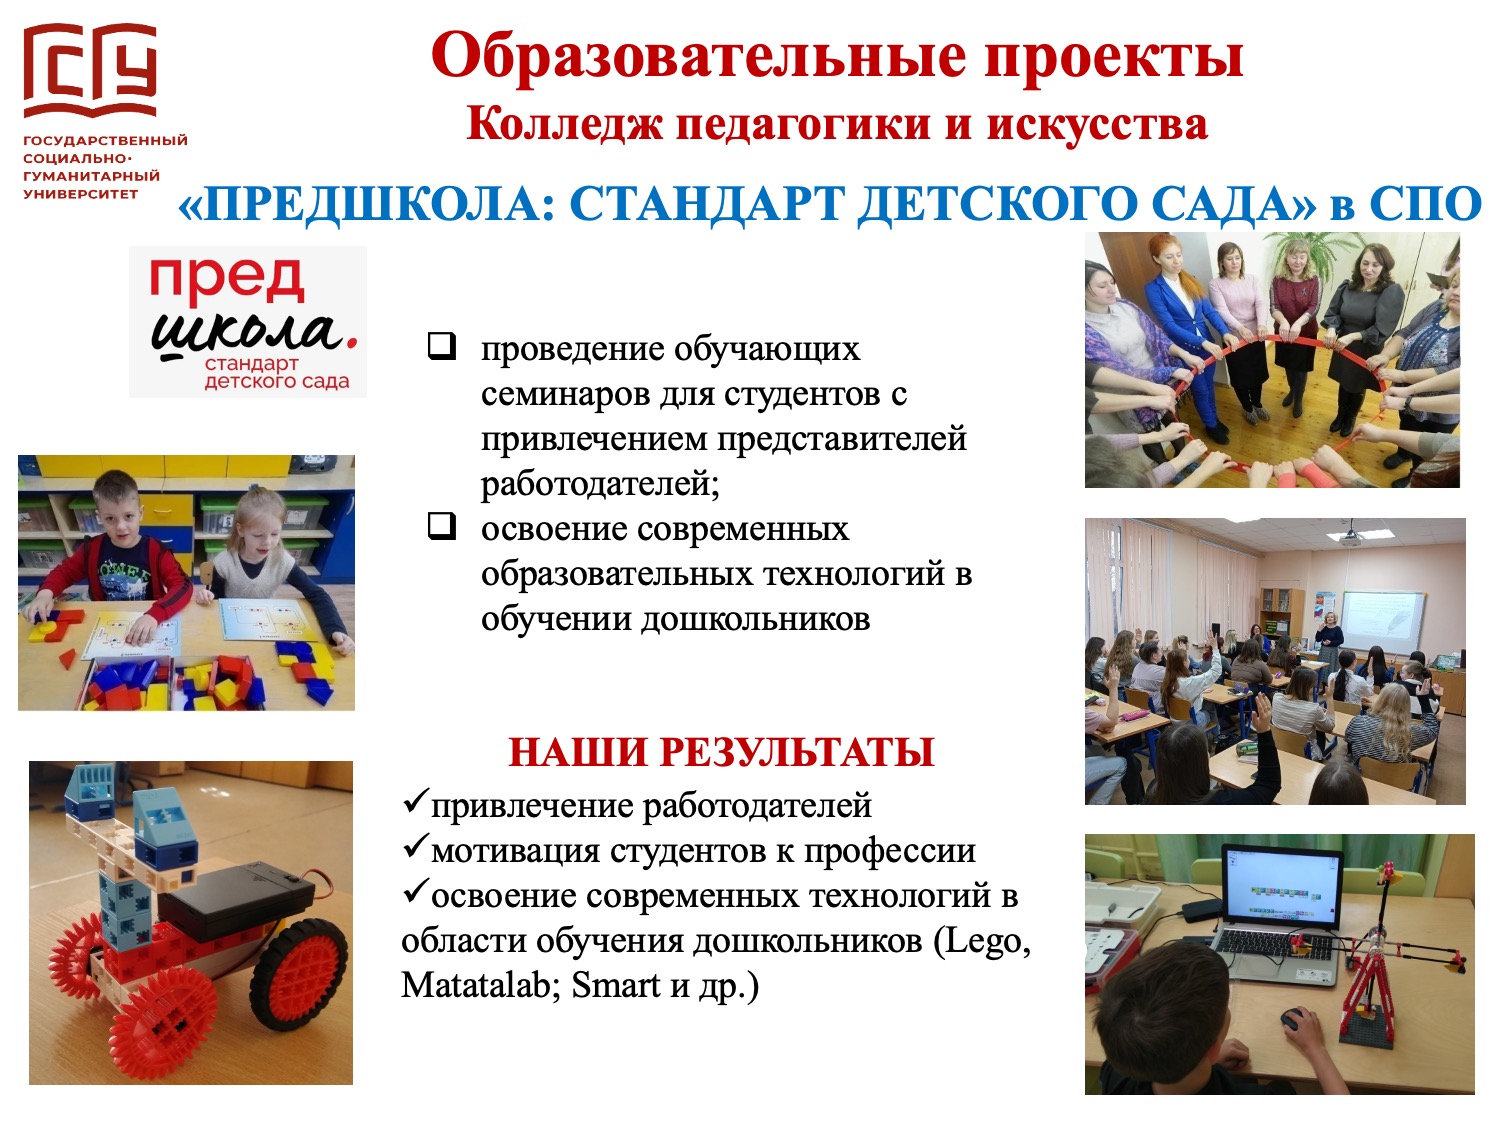 ГОСУДАРСТВЕННЫЙ
СОЦИАЛЬНО-
ГУМАНИТАРНЫЙ
УНИВЕРСИТЕТ
Образовательные проекты
Колледж педагогики и искусства
«ПРЕДШКОЛА: СТАНДАРТ ДЕТСКОГО САДА» в СПО
пред
школа.
стандарт
детского сада
проведение обучающих
семинаров для студентов с
привлечением представителей
работодателей;
освоение современных
образовательных технологий в
обучении дошкольников
НАШИ РЕЗУЛЬТАТЫ
привлечение работодателей
мотивация студентов к профессии
освоение современных технологий в
области обучения дошкольников (Lego,
Matatalab; Smart и др.)